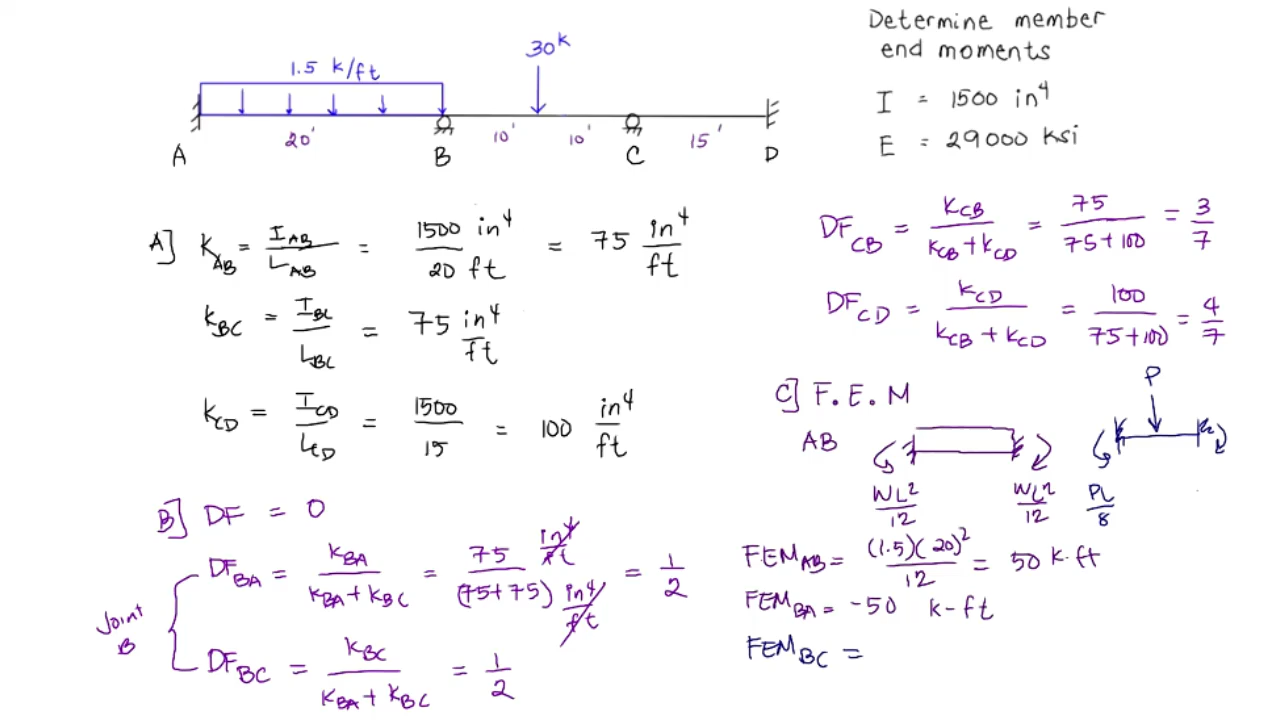 Determine member
end moments
I = 1500 in⁴
E = 29000 ksi
30k
1.5 k/ft
20'
10'
10'
15'
A
B
C
D
A] K_AB = I_AB/L_AB = 1500 in⁴/20 ft = 75 in⁴/ft
K_BC = I_BC/L_BC = 75 in⁴/ft
K_CD = I_CD/L_CD = 1500/15 = 100 in⁴/ft
B] DF = 0
Joint B
DF_BA = K_BA/(K_BA + K_BC) = 75 in⁴/ft/(75+75) in⁴/ft = 1/2
DF_BC = K_BC/(K_BA + K_BC) = 1/2
DF_CB = K_CB/(K_CB + K_CD) = 75/(75+100) = 3/7
DF_CD = K_CD/(K_CB + K_CD) = 100/(75+100) = 4/7
C] F.E.M
AB
WL²/12
WL²/12
P
PL/8
FEM_AB = (1.5)(20)²/12 = 50 k·ft
FEM_BA = -50 k-ft
FEM_BC =